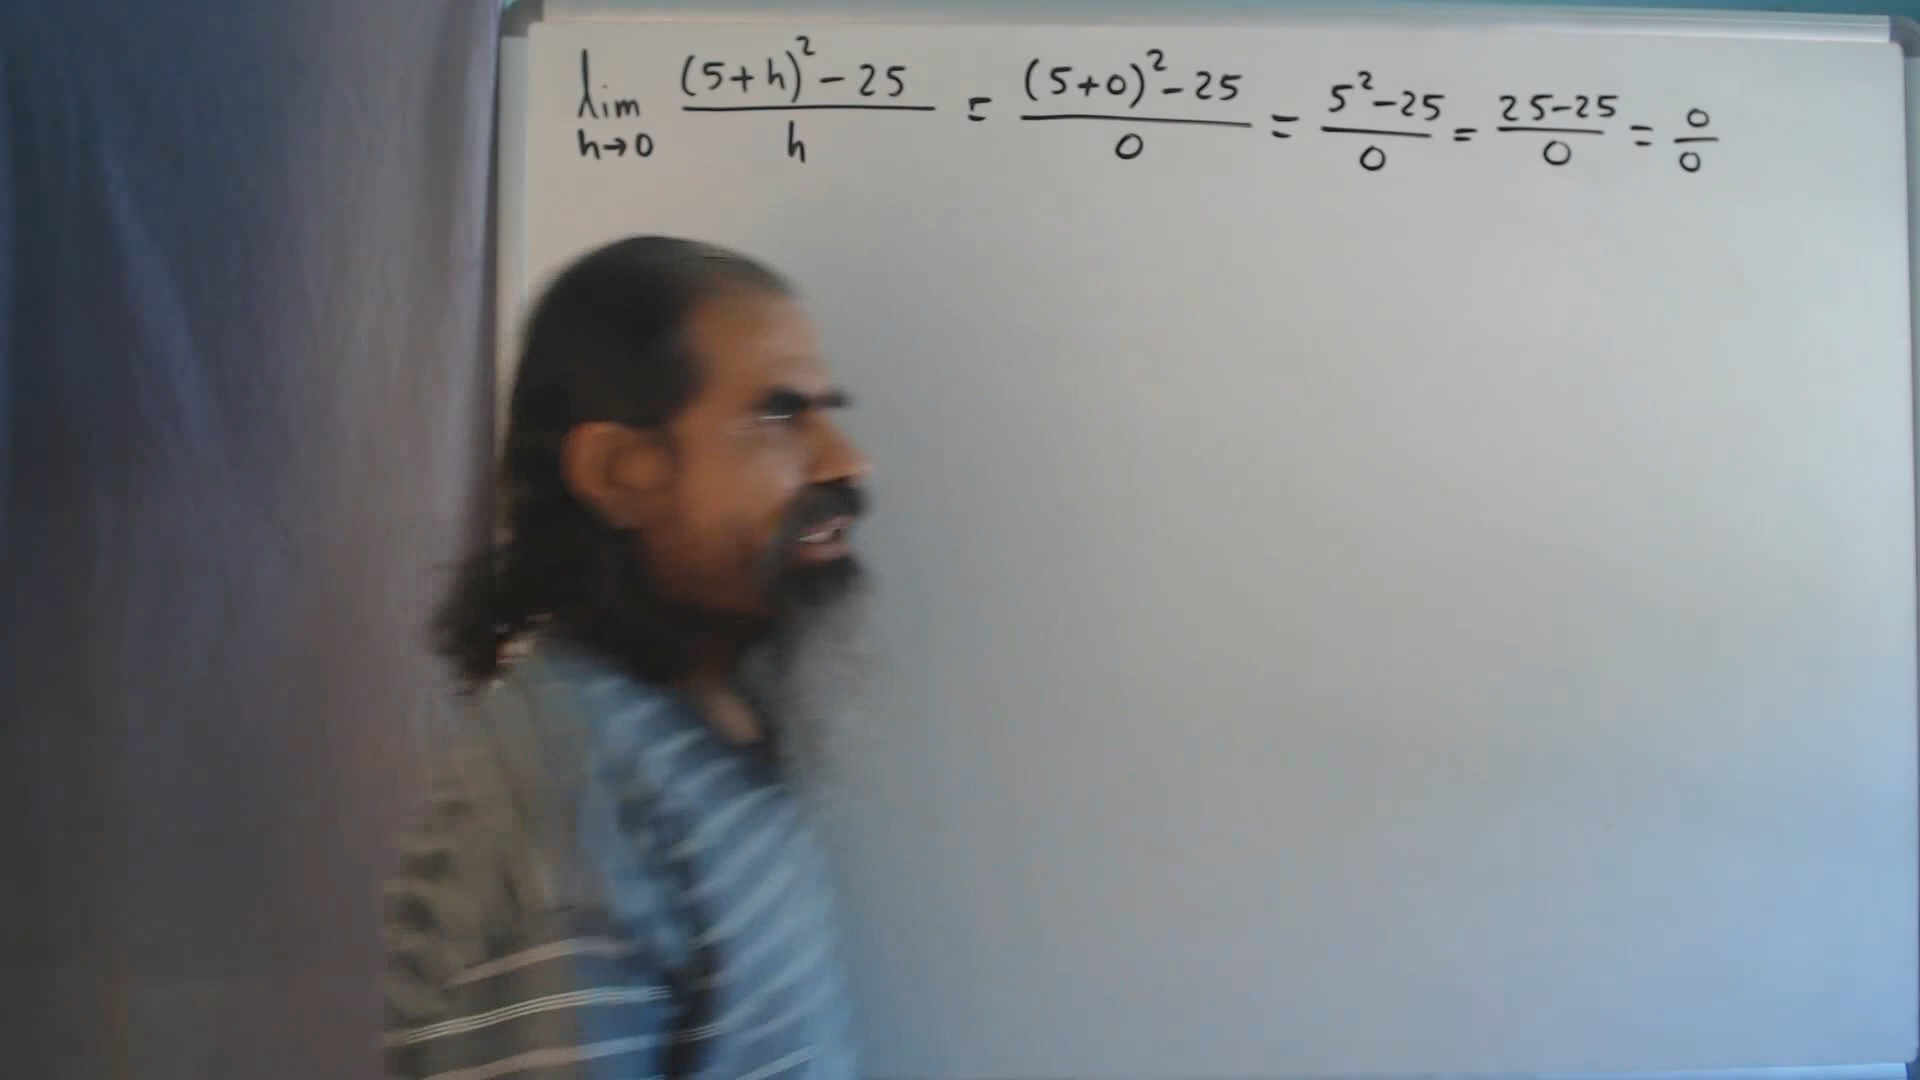 lim h→0 ((5+h)² - 25)/h = ((5+0)² - 25)/0 = (5² - 25)/0 = (25 - 25)/0 = 0/0